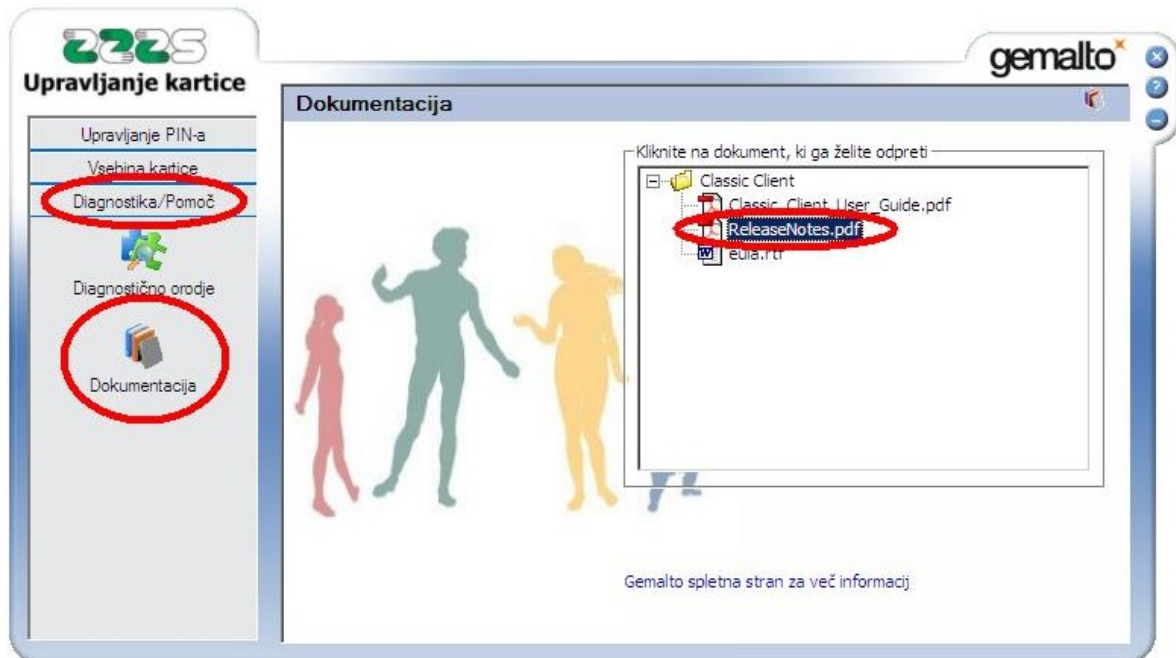 ZZZS
Upravljanje kartice
gemalto
Upravljanje PIN-a
Vsebina kartice
Diagnostika/Pomoč
Diagnostično orodje
Dokumentacija
Dokumentacija
Kliknite na dokument, ki ga želite odpreti
Classic Client
Classic_Client_User_Guide.pdf
ReleaseNotes.pdf
eula.rtf
Gemalto spletna stran za več informacij